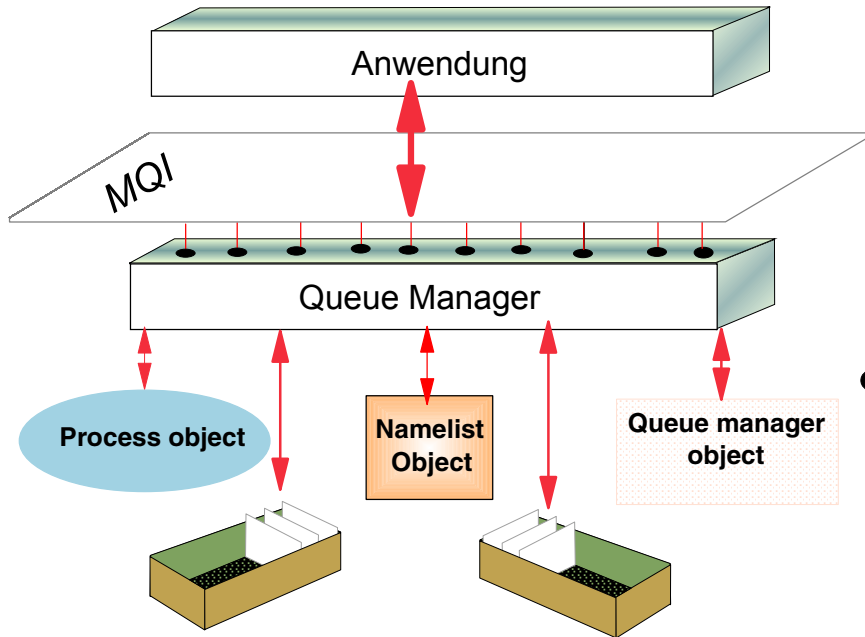 Anwendung
MQI
Queue Manager
Process object
Namelist
Object
Queue manager
object